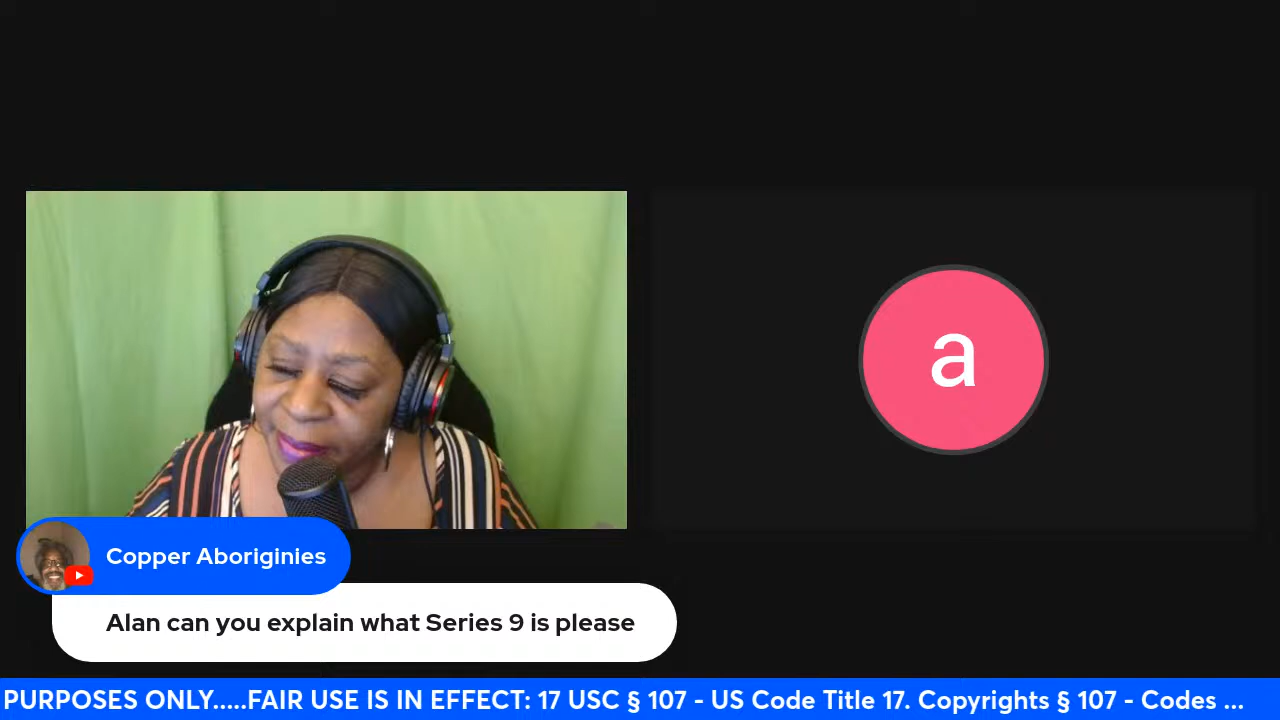 a
Copper Aboriginies
Alan can you explain what Series 9 is please
PURPOSES ONLY.....FAIR USE IS IN EFFECT: 17 USC § 107 - US Code Title 17. Copyrights § 107 - Codes ...